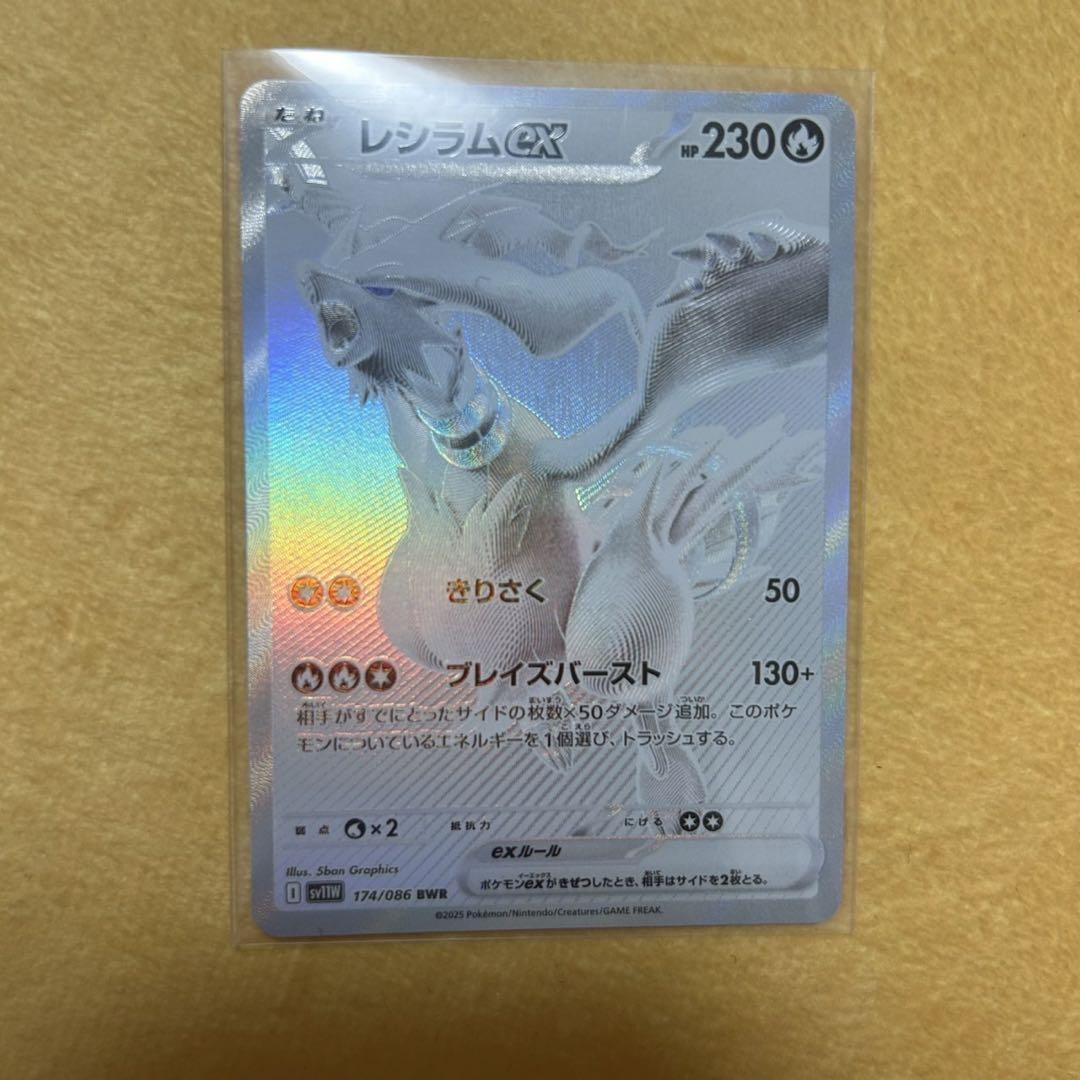 たね レシラムex HP230
きりさく 50
ブレイズバースト 130+
相手がすでにとったサイドの枚数×50ダメージ追加。このポケ
モンについているエネルギーを1個選び、トラッシュする。
弱点 ×2 抵抗力 にげる
exルール
ポケモンexがきぜつしたとき、相手はサイドを2枚とる。
Illus. 5ban Graphics
I sv11W 174/086 BWR
©2025 Pokémon/Nintendo/Creatures/GAME FREAK.